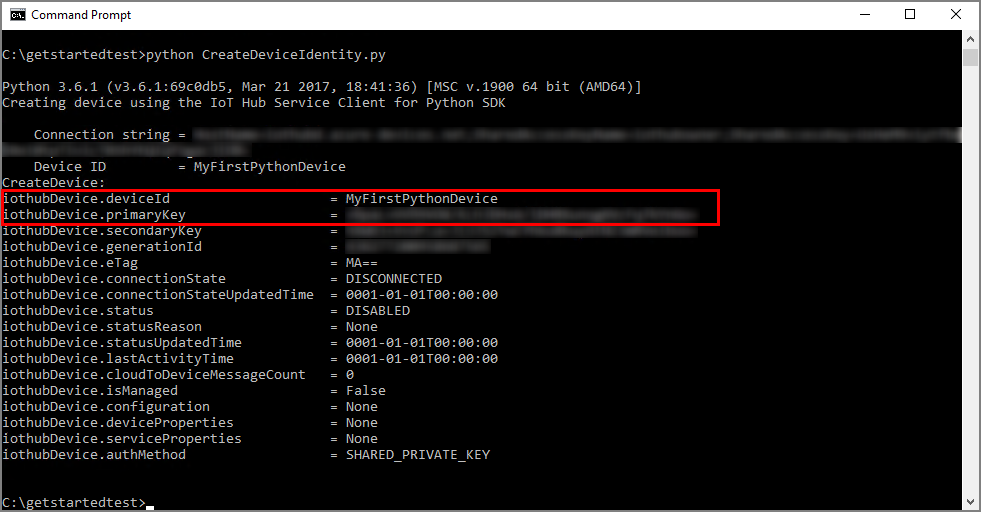 Command Prompt
C:\getstartedtest>python CreateDeviceIdentity.py
Python 3.6.1 (v3.6.1:69c0db5, Mar 21 2017, 18:41:36) [MSC v.1900 64 bit (AMD64)]
Creating device using the IoT Hub Service Client for Python SDK
Connection string =
Device ID = MyFirstPythonDevice
CreateDevice:
iothubDevice.deviceId = MyFirstPythonDevice
iothubDevice.primaryKey =
iothubDevice.secondaryKey =
iothubDevice.generationId =
iothubDevice.eTag = MA==
iothubDevice.connectionState = DISCONNECTED
iothubDevice.connectionStateUpdatedTime = 0001-01-01T00:00:00
iothubDevice.status = DISABLED
iothubDevice.statusReason = None
iothubDevice.statusUpdatedTime = 0001-01-01T00:00:00
iothubDevice.lastActivityTime = 0001-01-01T00:00:00
iothubDevice.cloudToDeviceMessageCount = 0
iothubDevice.isManaged = False
iothubDevice.configuration = None
iothubDevice.deviceProperties = None
iothubDevice.serviceProperties = None
iothubDevice.authMethod = SHARED_PRIVATE_KEY
C:\getstartedtest>